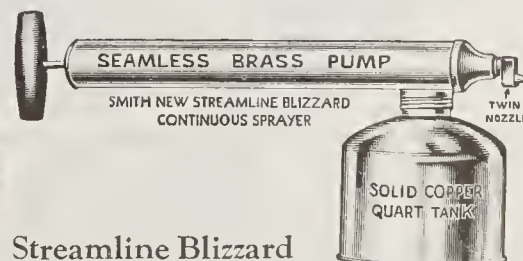 SEAMLESS BRASS PUMP
SMITH NEW STREAMLINE BLIZZARD
CONTINUOUS SPRAYER
TWIN
NOZZLE
SOLID COPPER
QUART TANK
Streamline Blizzard